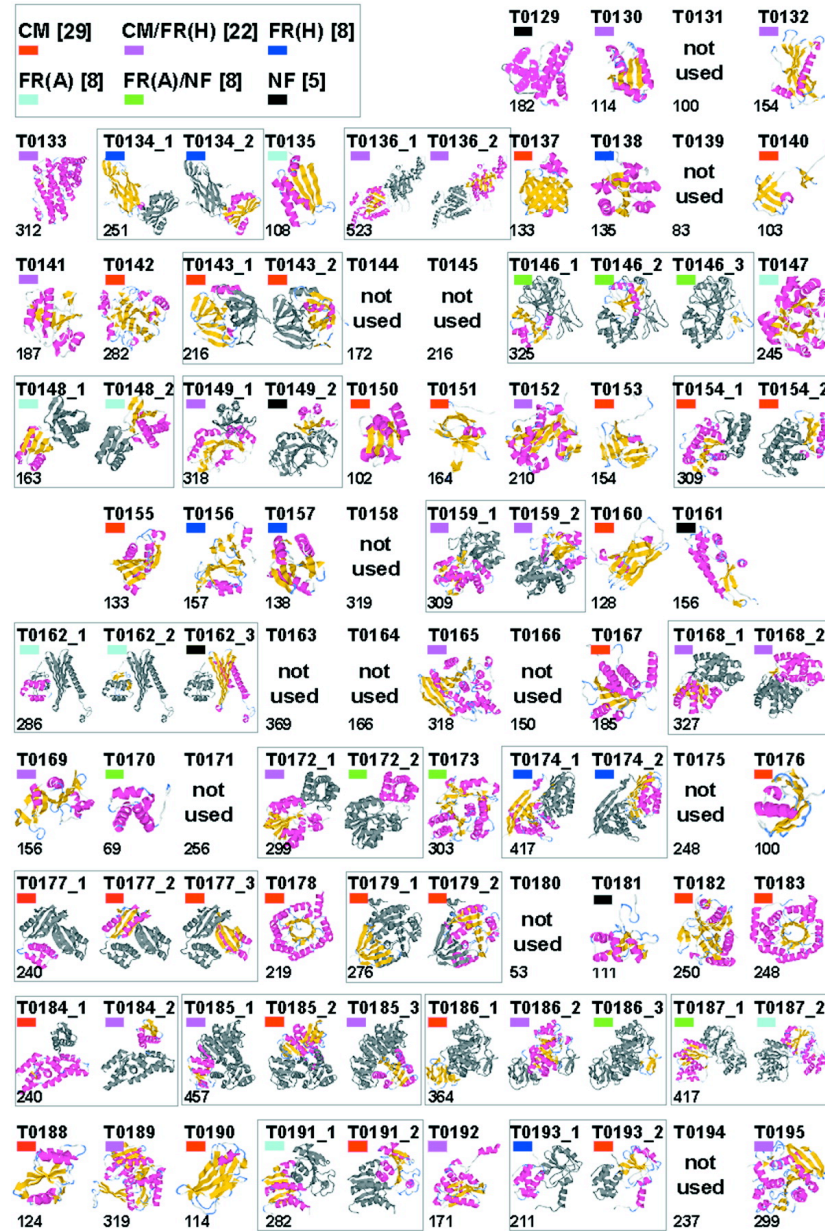 CM [29] CM/FR(H) [22] FR(H) [8]
FR(A) [8] FR(A)/NF [8] NF [5]
T0129 T0130 T0131 T0132
not used
182 114 100 154
T0133 T0134_1 T0134_2 T0135 T0136_1 T0136_2 T0137 T0138 T0139 T0140
not used
312 251 108 523 133 135 83 103
T0141 T0142 T0143_1 T0143_2 T0144 T0145 T0146_1 T0146_2 T0146_3 T0147
not used not used
187 282 216 172 216 325 245
T0148_1 T0148_2 T0149_1 T0149_2 T0150 T0151 T0152 T0153 T0154_1 T0154_2
163 318 102 164 210 154 309
T0155 T0156 T0157 T0158 T0159_1 T0159_2 T0160 T0161
not used
133 157 138 319 309 128 156
T0162_1 T0162_2 T0162_3 T0163 T0164 T0165 T0166 T0167 T0168_1 T0168_2
not used not used not used
286 369 166 318 150 185 327
T0169 T0170 T0171 T0172_1 T0172_2 T0173 T0174_1 T0174_2 T0175 T0176
not used not used
156 69 256 299 303 417 248 100
T0177_1 T0177_2 T0177_3 T0178 T0179_1 T0179_2 T0180 T0181 T0182 T0183
not used
240 219 276 53 111 250 248
T0184_1 T0184_2 T0185_1 T0185_2 T0185_3 T0186_1 T0186_2 T0186_3 T0187_1 T0187_2
240 457 364 417
T0188 T0189 T0190 T0191_1 T0191_2 T0192 T0193_1 T0193_2 T0194 T0195
not used
124 319 114 282 171 211 237 299